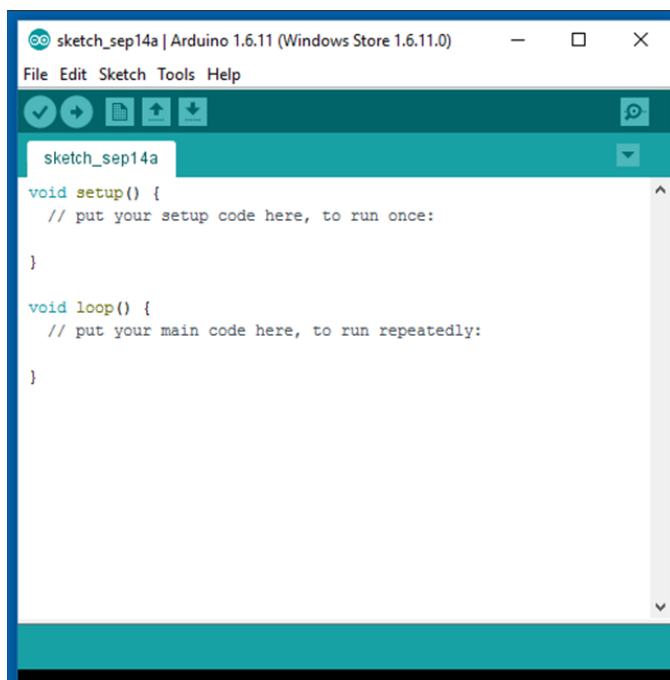 sketch_sep14a | Arduino 1.6.11 (Windows Store 1.6.11.0)
File Edit Sketch Tools Help
sketch_sep14a
void setup() {
  // put your setup code here, to run once:

}

void loop() {
  // put your main code here, to run repeatedly:

}